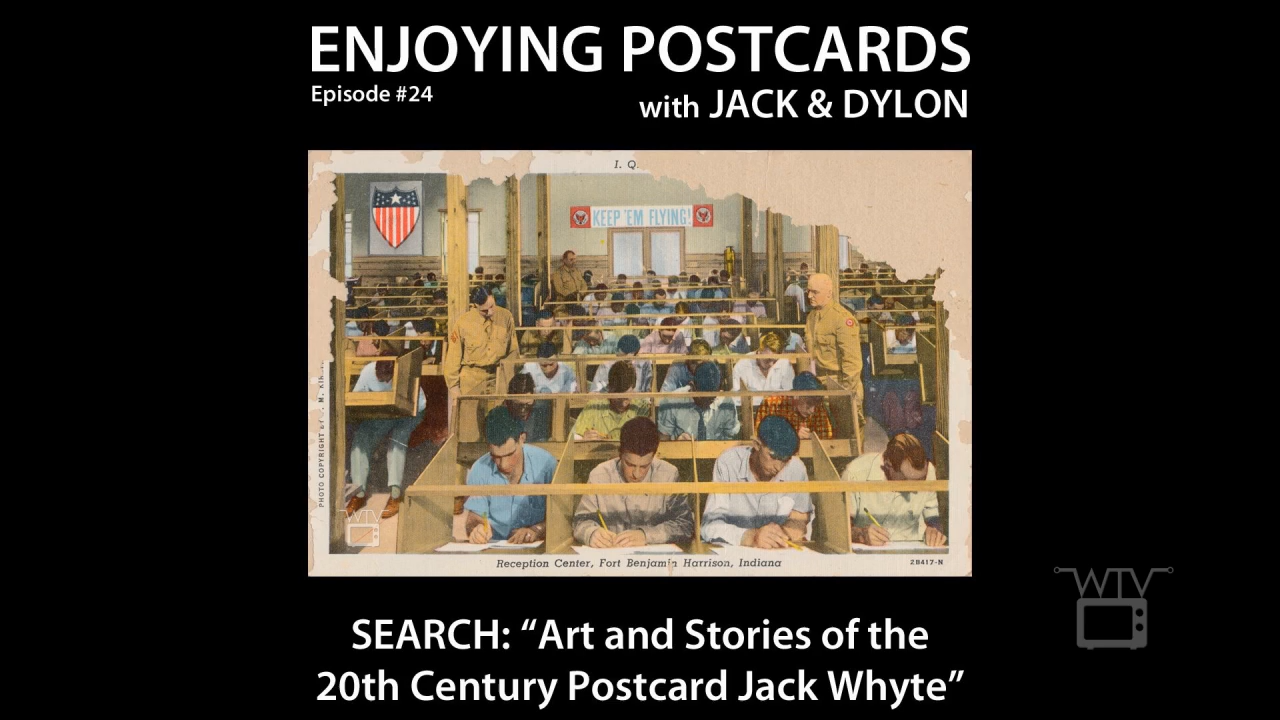 ENJOYING POSTCARDS
Episode #24
with JACK & DYLON
I. Q.
KEEP 'EM FLYING!
PHOTO COPYRIGHT
WTV
Reception Center, Fort Benjamin Harrison, Indiana
2B417-N
WTV
SEARCH: “Art and Stories of the
20th Century Postcard Jack Whyte”